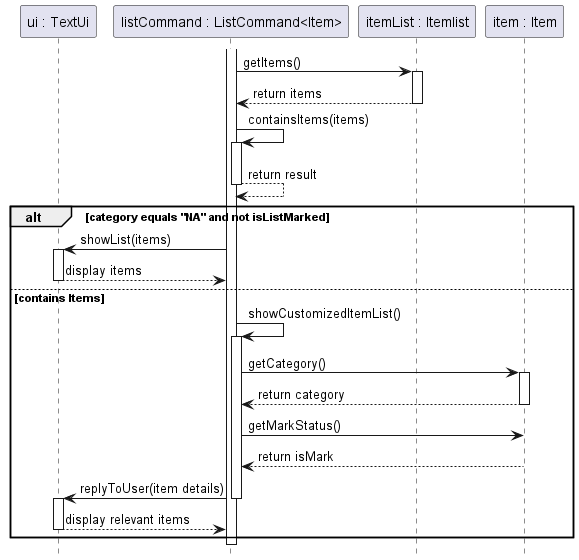 ui : TextUi
listCommand : ListCommand<Item>
itemList : Itemlist
item : Item
getItems()
return items
containsItems(items)
return result
alt
[category equals "NA" and not isListMarked]
showList(items)
display items
[contains Items]
showCustomizedItemList()
getCategory()
return category
getMarkStatus()
return isMark
replyToUser(item details)
display relevant items